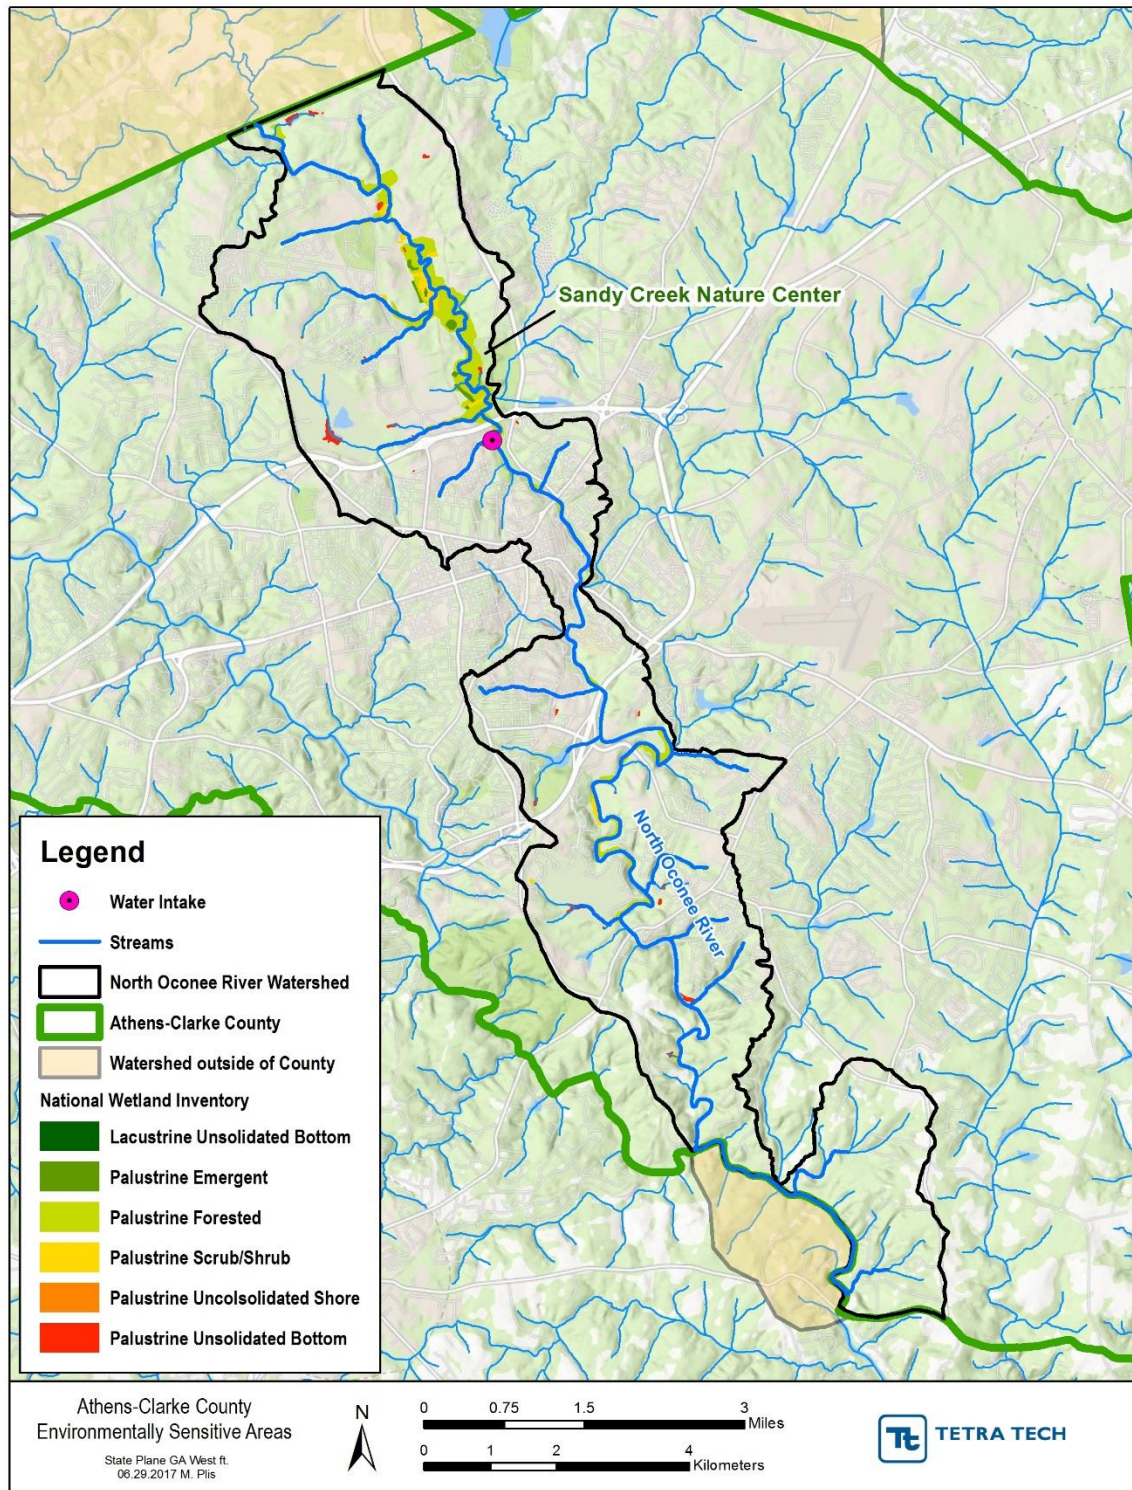 Sandy Creek Nature Center
North Oconee River
Legend
Water Intake
Streams
North Oconee River Watershed
Athens-Clarke County
Watershed outside of County
National Wetland Inventory
Lacustrine Unsolidated Bottom
Palustrine Emergent
Palustrine Forested
Palustrine Scrub/Shrub
Palustrine Uncolsolidated Shore
Palustrine Unsolidated Bottom
Athens-Clarke County
Environmentally Sensitive Areas
State Plane GA West ft.
06.29.2017 M. Plis
N
0 0.75 1.5 3
Miles
0 1 2 4
Kilometers
Tt TETRA TECH